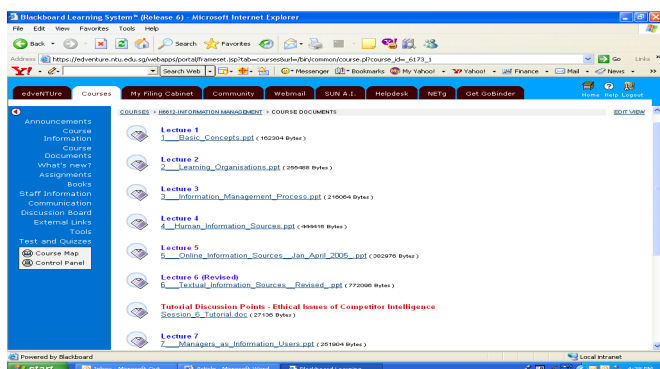 Blackboard Learning System™ (Release 6) - Microsoft Internet Explorer
File Edit View Favorites Tools Help
Back Search Favorites
Address https://edventure.ntu.edu.sg/webapps/portal/frameset.jsp?tab=courses&url=/bin/common/course.pl?course_id=_6173_1 Go Links
Y! Search Web Messenger Bookmarks My Yahoo! Yahoo! Finance Mail News
edveNTUre Courses My Filing Cabinet Community Webmail SUN A.I. Helpdesk NETg Get GoBinder Home Help Logout
COURSES > H6612-INFORMATION MANAGEMENT > COURSE DOCUMENTS EDIT VIEW
Announcements
Course
Information
Course
Documents
What's new?
Assignments
Books
Staff Information
Communication
Discussion Board
External Links
Tools
Test and Quizzes
Course Map
Control Panel
Lecture 1
1___Basic_Concepts.ppt (162304 Bytes)
Lecture 2
2___Learning_Organisations.ppt (266488 Bytes)
Lecture 3
3___Information_Management_Process.ppt (216064 Bytes)
Lecture 4
4__Human_Information_Sources.ppt (444416 Bytes)
Lecture 5
5___Online_Information_Sources__Jan_April_2005_.ppt (382976 Bytes)
Lecture 6 (Revised)
6___Textual_Information_Sources__Revised_.ppt (772096 Bytes)
Tutorial Discussion Points - Ethical Issues of Competitor Intelligence
Session_6_Tutorial.doc (27136 Bytes)
Lecture 7
7___Managers_as_Information_Users.ppt (251904 Bytes)
Powered by Blackboard Local intranet
start